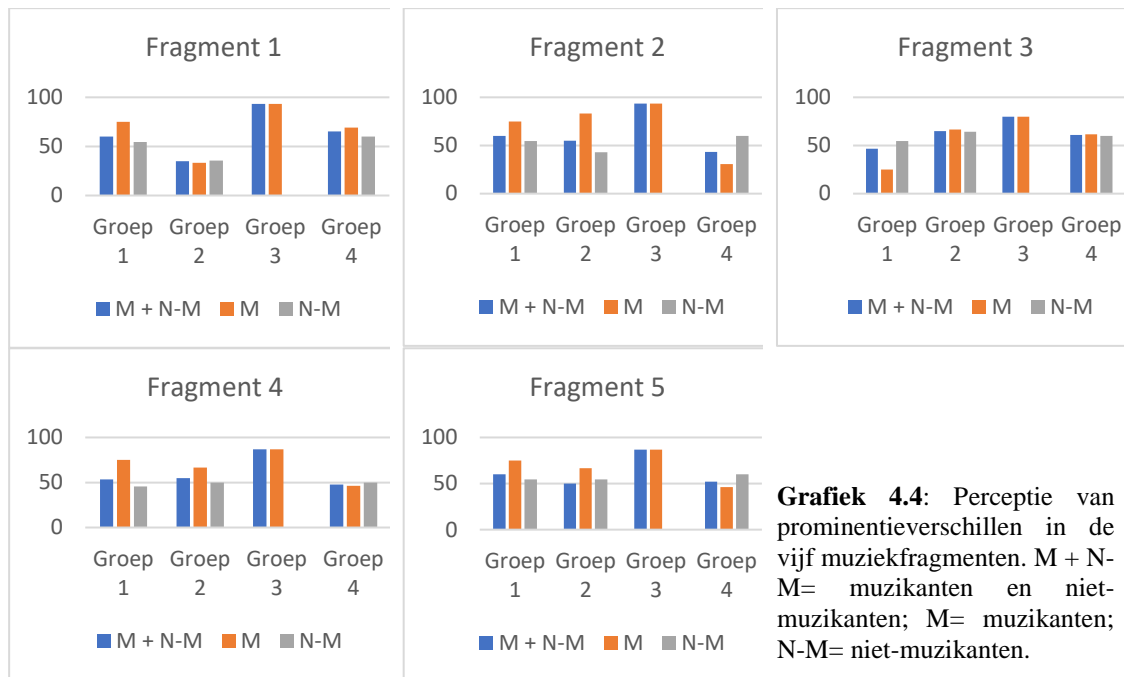 Fragment 1
100
50
0
Groep Groep Groep Groep
1 2 3 4
M + N-M M N-M
Fragment 2
100
50
0
Groep Groep Groep Groep
1 2 3 4
M + N-M M N-M
Fragment 3
100
50
0
Groep Groep Groep Groep
1 2 3 4
M + N-M M N-M
Fragment 4
100
50
0
Groep Groep Groep Groep
1 2 3 4
M + N-M M N-M
Fragment 5
100
50
0
Groep Groep Groep Groep
1 2 3 4
M + N-M M N-M
Grafiek 4.4: Perceptie van
prominentieverschillen in de
vijf muziekfragmenten. M + N-
M= muzikanten en niet-
muzikanten; M= muzikanten;
N-M= niet-muzikanten.